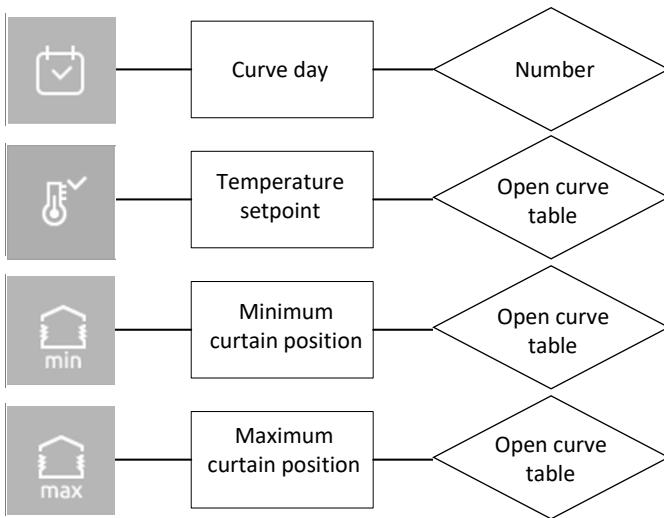 Curve day
Number
Temperature
setpoint
Open curve
table
min
Minimum
curtain position
Open curve
table
max
Maximum
curtain position
Open curve
table